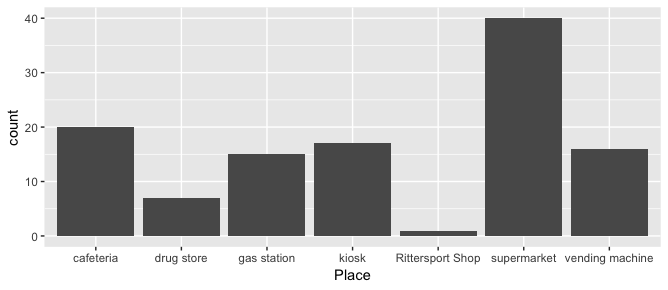 40
30
20
10
0
count
cafeteria drug store gas station kiosk Rittersport Shop supermarket vending machine
Place